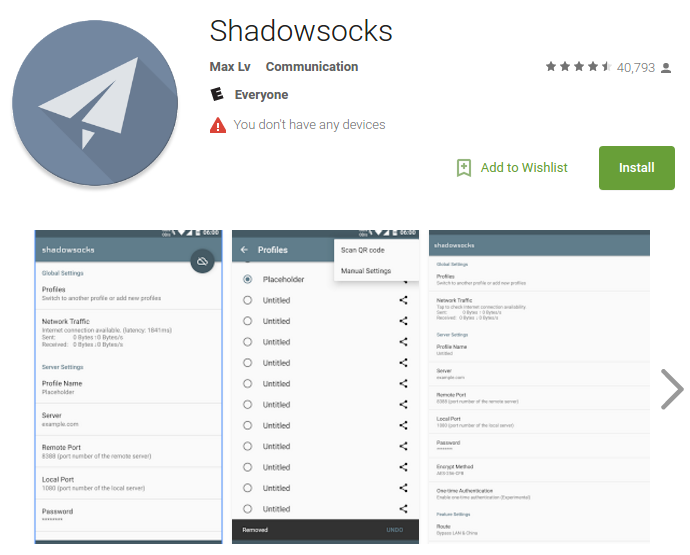 Shadowsocks
Max Lv Communication
40,793
E Everyone
You don't have any devices
Add to Wishlist
Install
06:00
shadowsocks
Global Settings
Profiles
Switch to another profile or add new profiles
Network Traffic
Internet connection available. (latency: 1841ms)
Sent: 0 Bytes↑0 Bytes/s
Received: 0 Bytes↓0 Bytes/s
Server Settings
Profile Name
Placeholder
Server
example.com
Remote Port
8388 (port number of the remote server)
Local Port
1080 (port number of the local server)
Password
********
06:00
Profiles
Scan QR code
Manual Settings
Placeholder
Untitled
Untitled
Untitled
Untitled
Untitled
Untitled
Untitled
Untitled
Untitled
Untitled
Untitled
Removed UNDO
shadowsocks
Global Settings
Profiles
Switch to another profile or add new profiles
Network Traffic
Tap to check internet connection availability.
Sent: 0 Bytes↑0 Bytes/s
Received: 0 Bytes↓0 Bytes/s
Server Settings
Profile Name
Untitled
Server
example.com
Remote Port
8388 (port number of the remote server)
Local Port
1080 (port number of the local server)
Password
********
Encrypt Method
AES-256-CFB
One-time Authentication
Enable one-time authentication (Experimental)
Feature Settings
Route
Bypass LAN & China